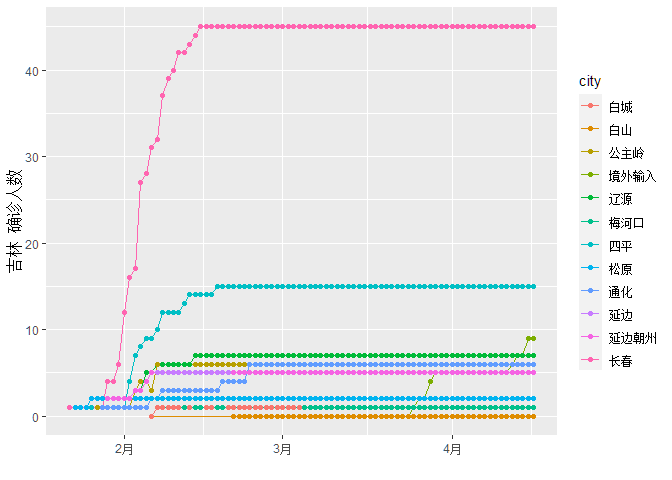 吉林 确诊人数
40
30
20
10
0
2月
3月
4月
city
白城
白山
公主岭
境外输入
辽源
梅河口
四平
松原
通化
延边
延边朝州
长春